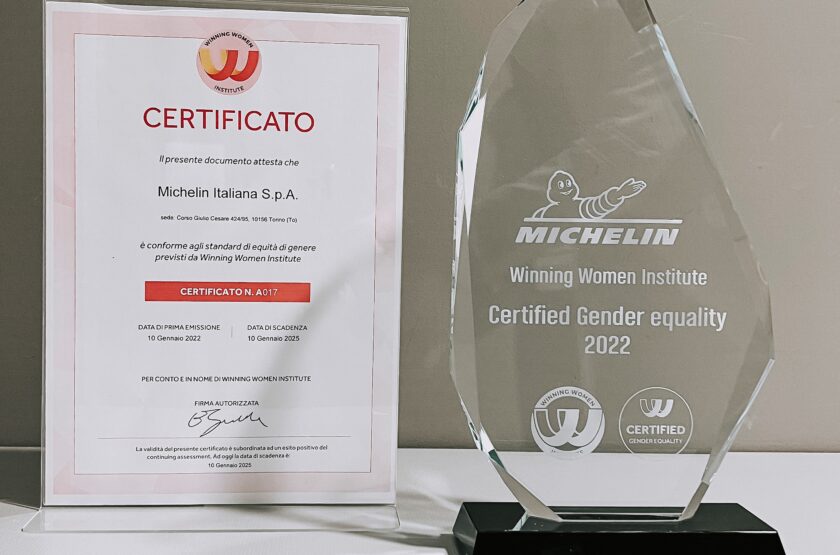 WINNING WOMEN
INSTITUTE
CERTIFICATO
Il presente documento attesta che
Michelin Italiana S.p.A.
sede: Corso Giulio Cesare 424/95, 10156 Torino (To)
è conforme agli standard di equità di genere
previsti da Winning Women Institute
CERTIFICATO N. A017
DATA DI PRIMA EMISSIONE
10 Gennaio 2022
DATA DI SCADENZA
10 Gennaio 2025
PER CONTO E IN NOME DI WINNING WOMEN INSTITUTE
FIRMA AUTORIZZATA
La validità del presente certificato è subordinata ad un esito positivo del
continuing assessment. Ad oggi la data di scadenza è:
10 Gennaio 2025
MICHELIN
Winning Women Institute
Certified Gender equality
2022
WINNING WOMEN
CERTIFIED
GENDER EQUALITY